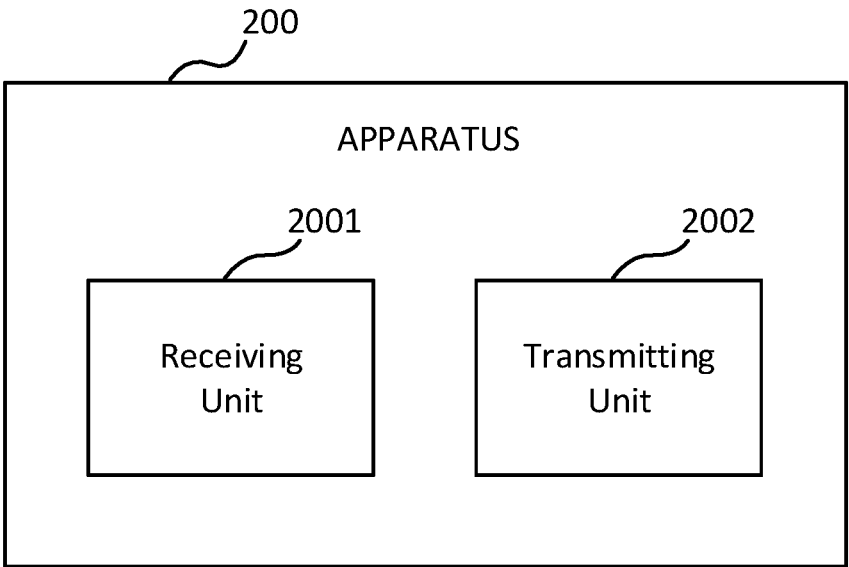 200
APPARATUS
2001
2002
Receiving
Unit
Transmitting
Unit